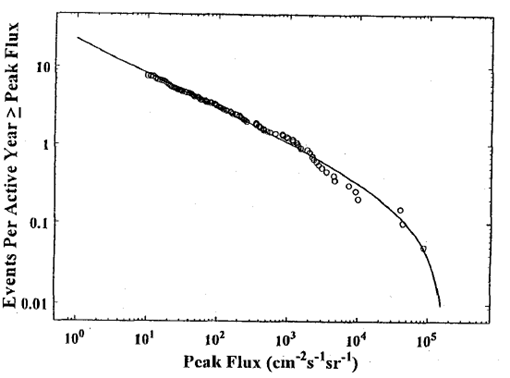 Events Per Active Year ≥ Peak Flux
10
1
0.1
0.01
10⁰ 10¹ 10² 10³ 10⁴ 10⁵
Peak Flux (cm⁻²s⁻¹sr⁻¹)